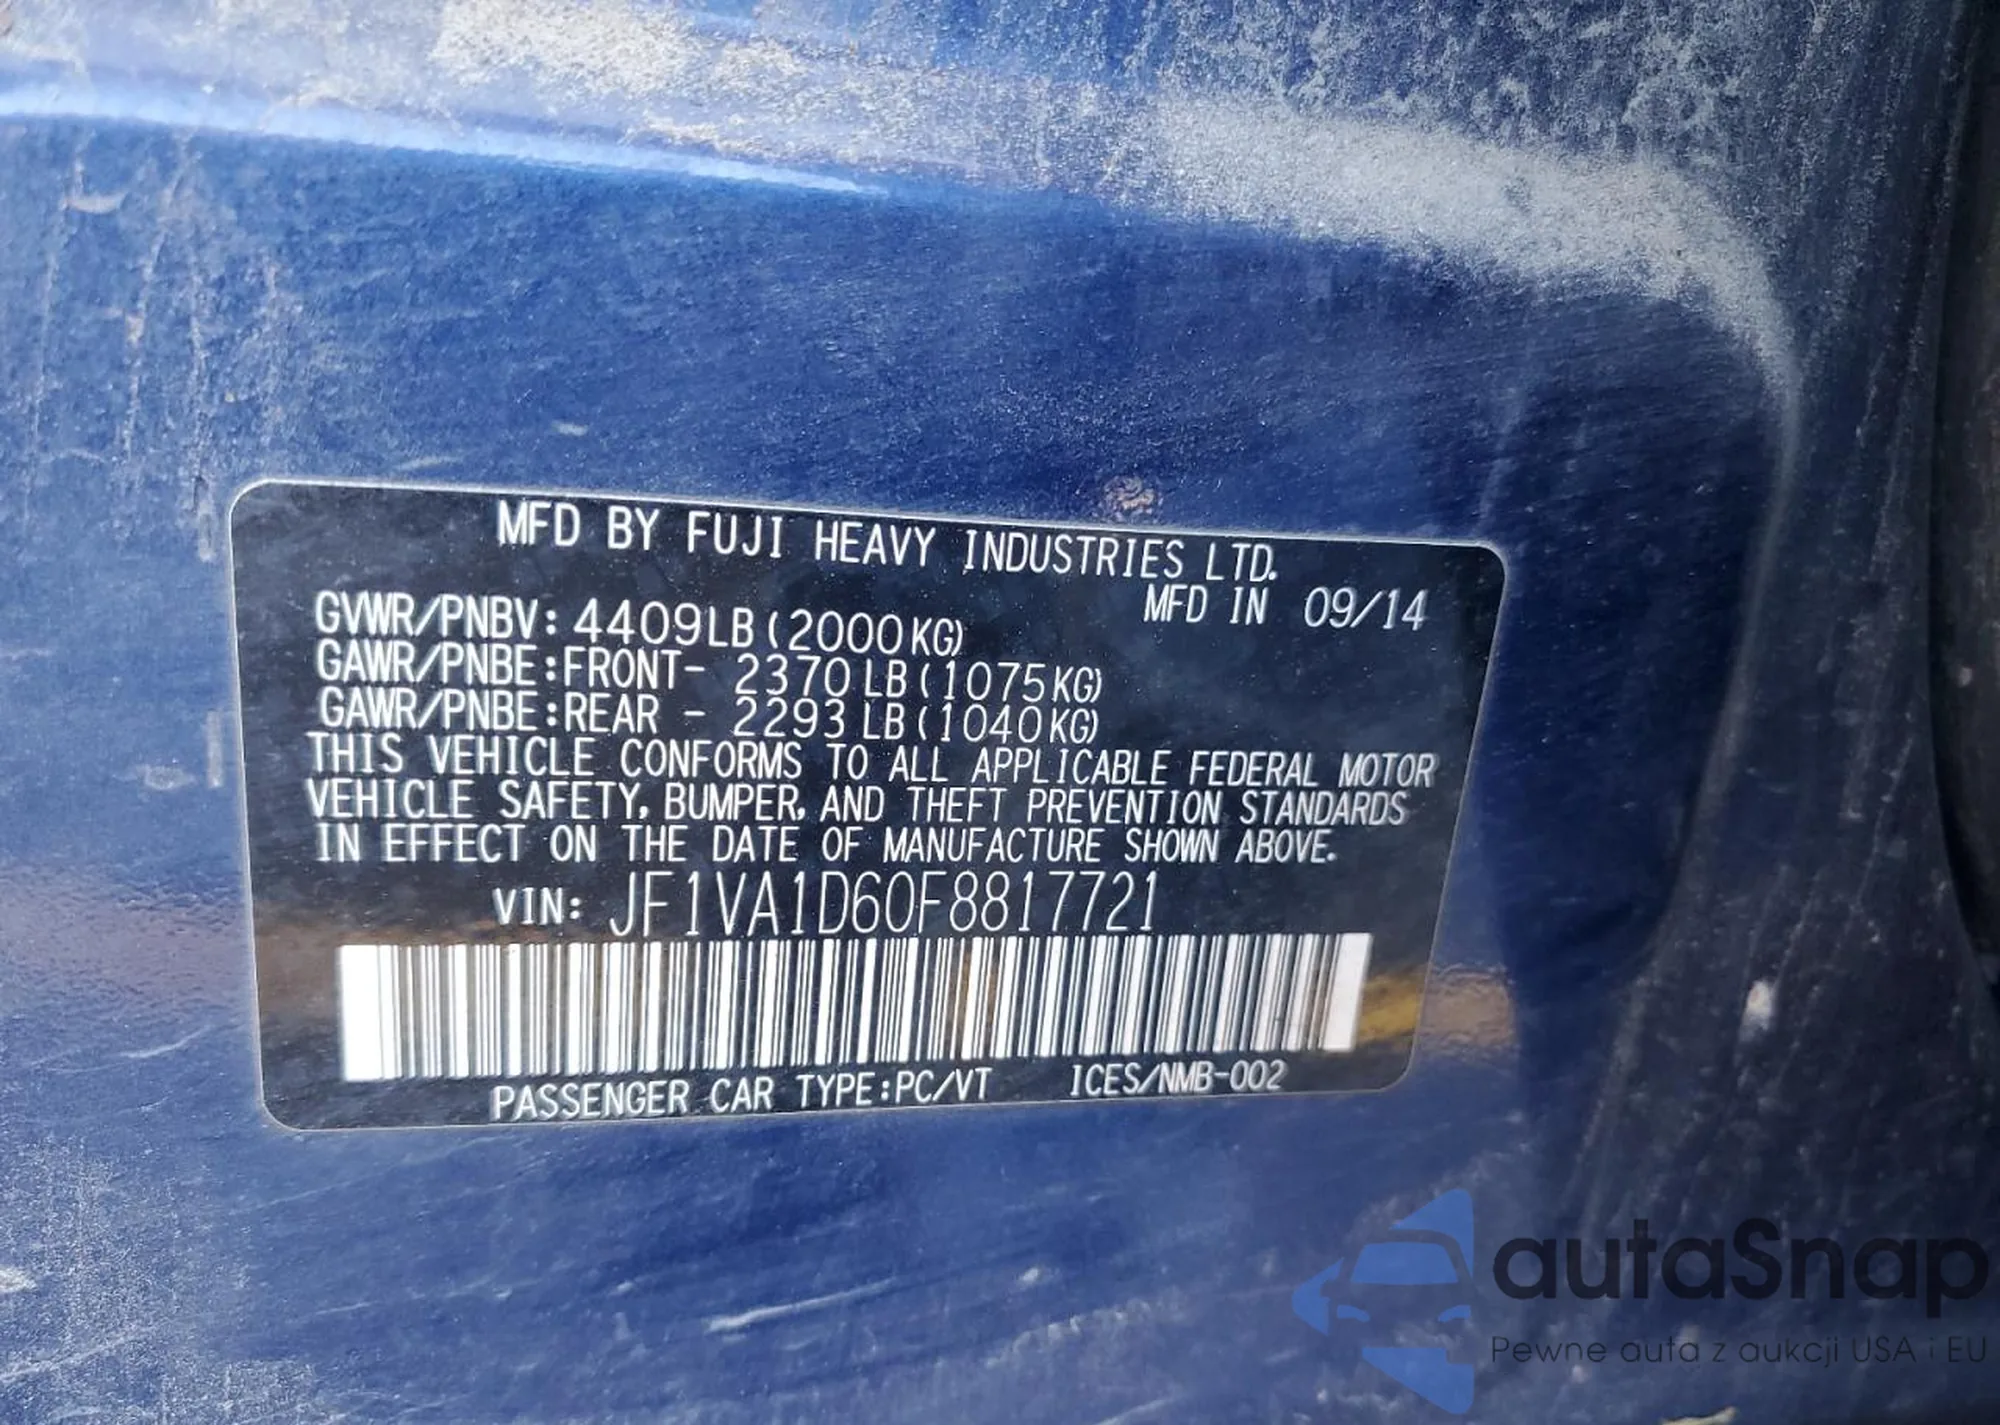 MFD BY FUJI HEAVY INDUSTRIES LTD.
MFD IN 09/14
GVWR/PNBV: 4409LB(2000KG)
GAWR/PNBE:FRONT- 2370LB(1075KG)
GAWR/PNBE:REAR - 2293LB(1040KG)
THIS VEHICLE CONFORMS TO ALL APPLICABLE FEDERAL MOTOR
VEHICLE SAFETY, BUMPER, AND THEFT PREVENTION STANDARDS
IN EFFECT ON THE DATE OF MANUFACTURE SHOWN ABOVE.
VIN: JF1VA1D60F8817721
PASSENGER CAR TYPE:PC/VT ICES/NMB-002
autaSnap
Pewne auta z aukcji USA i EU